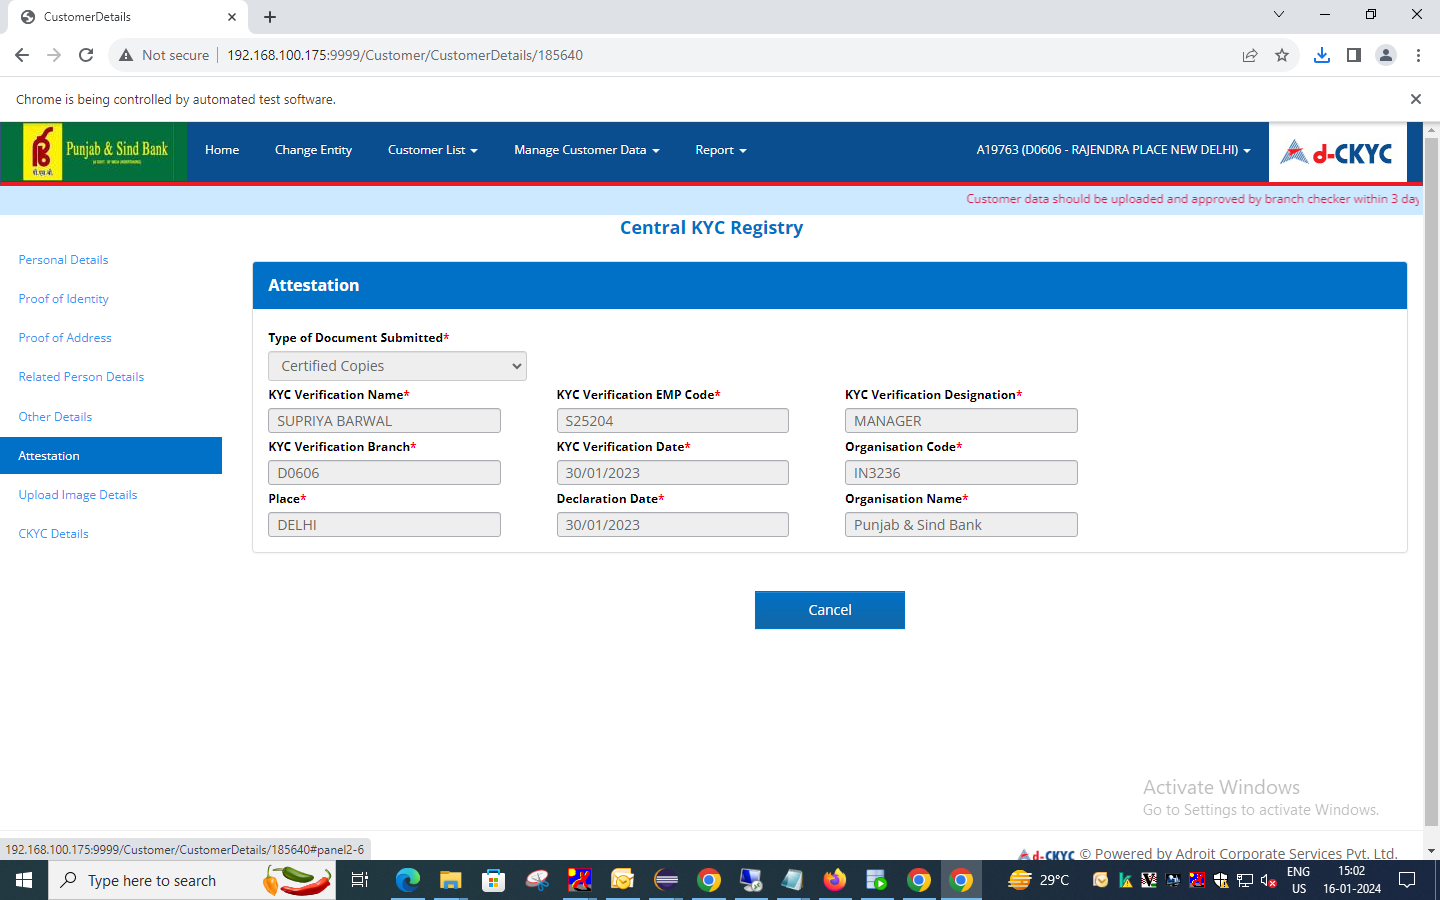 CustomerDetails
Not secure
192.168.100.175:9999/Customer/CustomerDetails/185640
Chrome is being controlled by automated test software.
पी.एस.बी.
Punjab & Sind Bank
Home
Change Entity
Customer List
Manage Customer Data
Report
A19763 (D0606 - RAJENDRA PLACE NEW DELHI)
d-CKYC
Customer data should be uploaded and approved by branch checker within 3 day
Central KYC Registry
Personal Details
Proof of Identity
Proof of Address
Related Person Details
Other Details
Attestation
Upload Image Details
CKYC Details
Attestation
Type of Document Submitted*
Certified Copies
KYC Verification Name*
KYC Verification EMP Code*
KYC Verification Designation*
SUPRIYA BARWAL
S25204
MANAGER
KYC Verification Branch*
KYC Verification Date*
Organisation Code*
D0606
30/01/2023
IN3236
Place*
Declaration Date*
Organisation Name*
DELHI
30/01/2023
Punjab & Sind Bank
Cancel
Activate Windows
Go to Settings to activate Windows.
192.168.100.175:9999/Customer/CustomerDetails/185640#panel2-6
d-CKYC © Powered by Adroit Corporate Services Pvt. Ltd.
Type here to search
29°C
ENG
US
15:02
16-01-2024